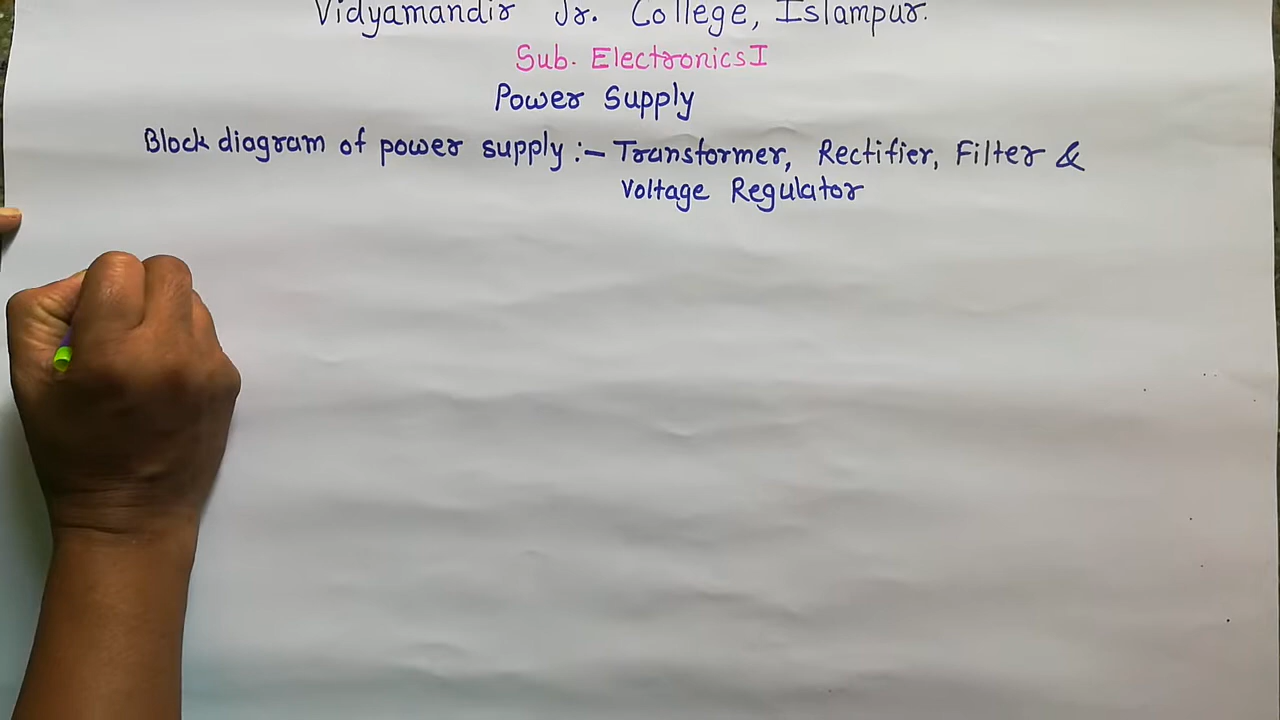 Vidyamandir Jr. College, Islampur.
Sub. Electronics I
Power Supply
Block diagram of power supply :- Transformer, Rectifier, Filter &
Voltage Regulator